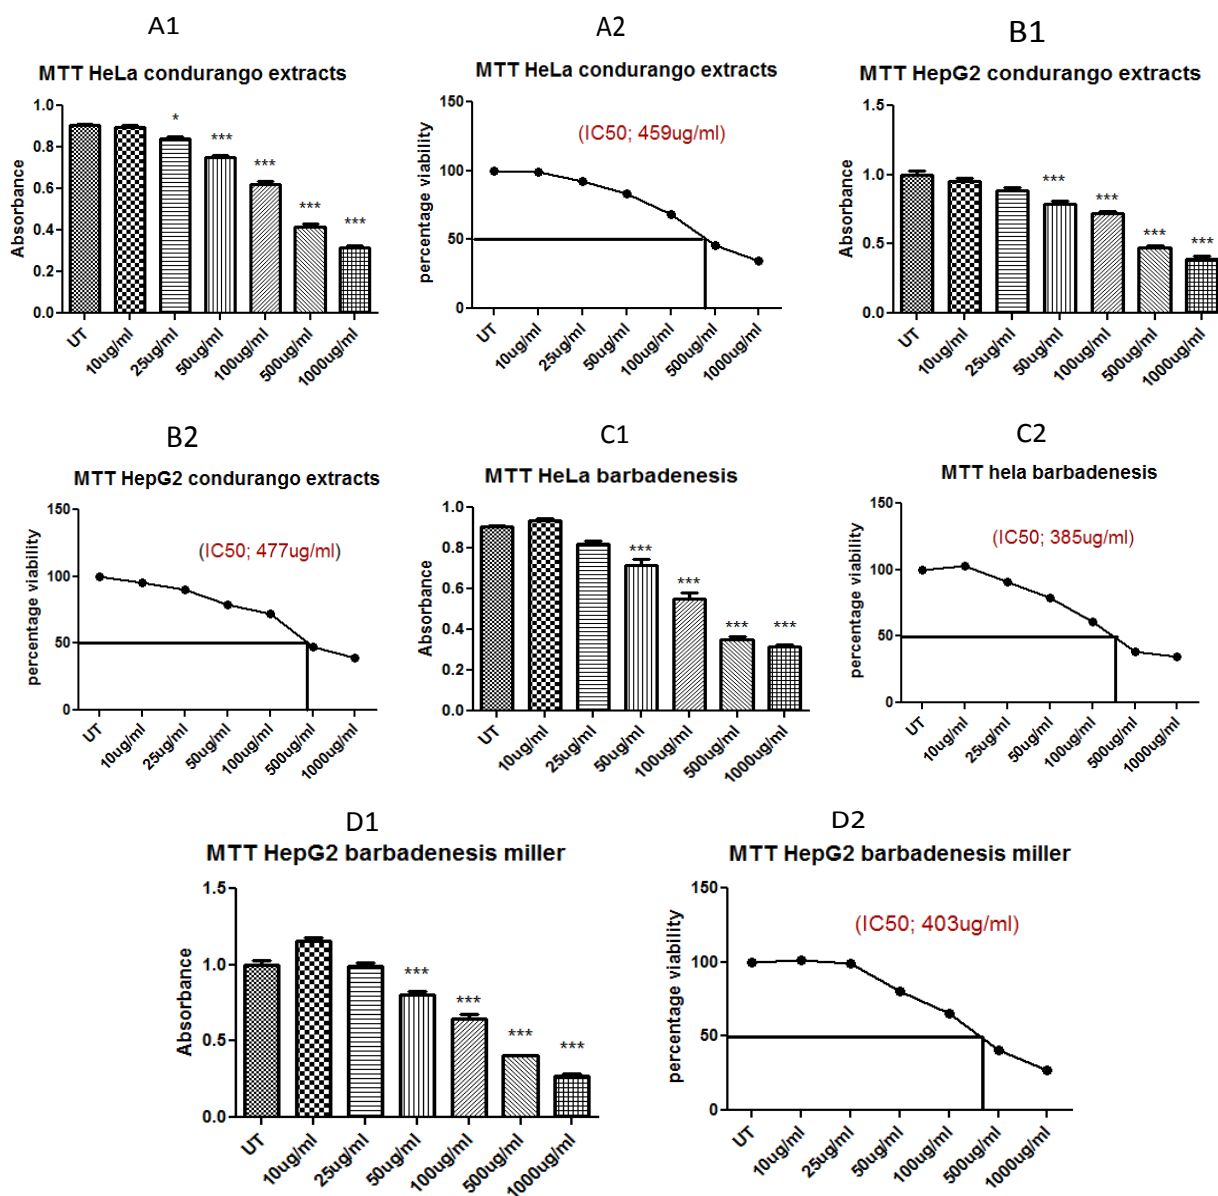 A1
MTT HeLa condurango extracts
Absorbance
1.0
0.8
0.6
0.4
0.2
0.0
*
***
***
***
***
UT
10ug/ml
25ug/ml
50ug/ml
100ug/ml
500ug/ml
1000ug/ml
A2
MTT HeLa condurango extracts
percentage viability
150
100
50
0
(IC50; 459ug/ml)
UT
10ug/ml
25ug/ml
50ug/ml
100ug/ml
500ug/ml
1000ug/ml
B1
MTT HepG2 condurango extracts
Absorbance
1.5
1.0
0.5
0.0
***
***
***
***
UT
10ug/ml
25ug/ml
50ug/ml
100ug/ml
500ug/ml
1000ug/ml
B2
MTT HepG2 condurango extracts
percentage viability
150
100
50
0
(IC50; 477ug/ml)
UT
10ug/ml
25ug/ml
50ug/ml
100ug/ml
500ug/ml
1000ug/ml
C1
MTT HeLa barbadenesis
Absorbance
1.0
0.8
0.6
0.4
0.2
0.0
***
***
***
***
UT
10ug/ml
25ug/ml
50ug/ml
100ug/ml
500ug/ml
1000ug/ml
C2
MTT hela barbadenesis
percentage viability
150
100
50
0
(IC50; 385ug/ml)
UT
10ug/ml
25ug/ml
50ug/ml
100ug/ml
500ug/ml
1000ug/ml
D1
MTT HepG2 barbadenesis miller
Absorbance
1.5
1.0
0.5
0.0
***
***
***
***
UT
10ug/ml
25ug/ml
50ug/ml
100ug/ml
500ug/ml
1000ug/ml
D2
MTT HepG2 barbadenesis miller
percentage viability
150
100
50
0
(IC50; 403ug/ml)
UT
10ug/ml
25ug/ml
50ug/ml
100ug/ml
500ug/ml
1000ug/ml